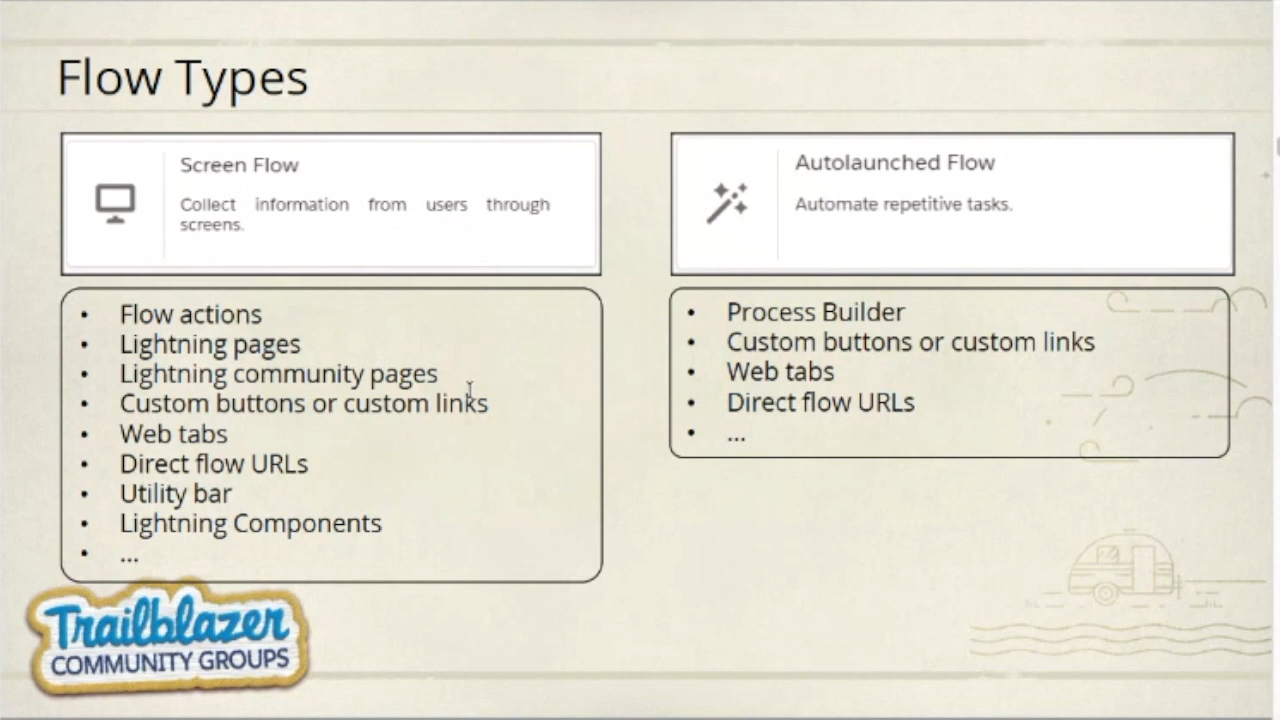 Flow Types
Screen Flow
Collect information from users through
screens.
• Flow actions
• Lightning pages
• Lightning community pages
• Custom buttons or custom links
• Web tabs
• Direct flow URLs
• Utility bar
• Lightning Components
• ...
Autolaunched Flow
Automate repetitive tasks.
• Process Builder
• Custom buttons or custom links
• Web tabs
• Direct flow URLs
• ...
Trailblazer
COMMUNITY GROUPS